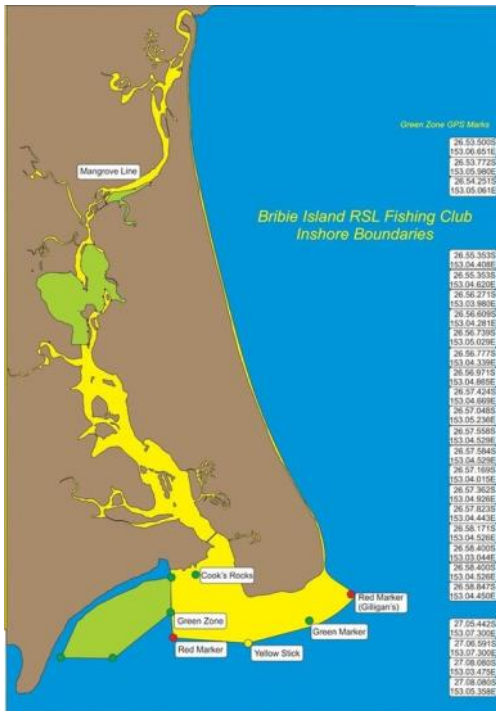 Green Zone GPS Marks
26.53.500S
153.06.651E
26.53.772S
153.05.980E
26.54.251S
153.05.061E
Mangrove Line
Bribie Island RSL Fishing Club
Inshore Boundaries
26.55.353S
153.04.408E
26.55.353S
153.04.620E
26.56.271S
153.03.980E
26.56.609S
153.04.281E
26.56.739S
153.05.029E
26.56.777S
153.04.339E
26.56.971S
153.04.865E
26.57.424S
153.04.669E
26.57.048S
153.05.236E
26.57.558S
153.04.529E
26.57.584S
153.04.529E
26.57.169S
153.04.015E
26.57.362S
153.04.926E
26.57.823S
153.04.443E
26.58.171S
153.04.526E
26.58.400S
153.03.044E
26.58.400S
153.04.526E
26.58.847S
153.04.450E
Cook's Rocks
Red Marker
(Gilligan's)
Green Zone
Green Marker
Red Marker
Yellow Stick
27.05.442S
153.07.300E
27.06.591S
153.07.300E
27.08.080S
153.03.475E
27.08.080S
153.05.358E